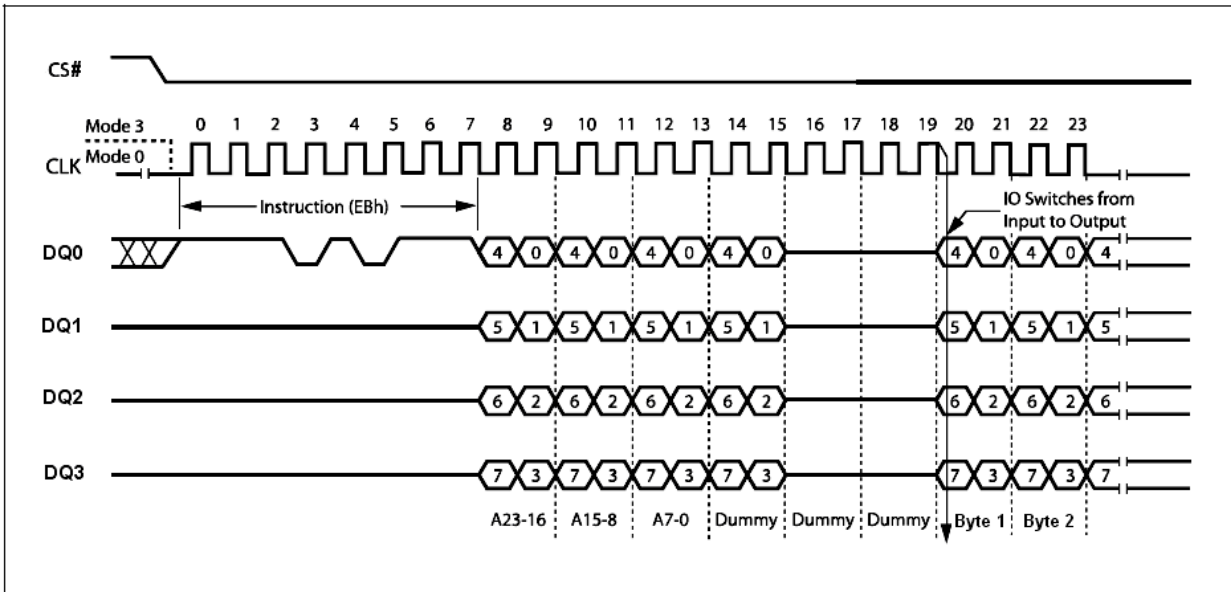 CS#
Mode 3
0 1 2 3 4 5 6 7 8 9 10 11 12 13 14 15 16 17 18 19 20 21 22 23
Mode 0
CLK
Instruction (EBh)
IO Switches from
Input to Output
DQ0
4 0 4 0 4 0 4 0 4 0 4 0 4
DQ1
5 1 5 1 5 1 5 1 5 1 5 1 5
DQ2
6 2 6 2 6 2 6 2 6 2 6 2 6
DQ3
7 3 7 3 7 3 7 3 7 3 7 3 7
A23-16 A15-8 A7-0 Dummy Dummy Dummy Byte 1 Byte 2